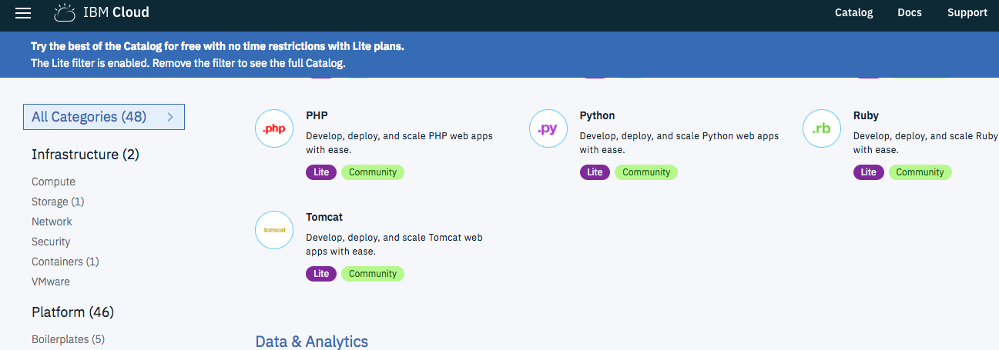 IBM Cloud
Catalog Docs Support
Try the best of the Catalog for free with no time restrictions with Lite plans.
The Lite filter is enabled. Remove the filter to see the full Catalog.
All Categories (48)
Infrastructure (2)
Compute
Storage (1)
Network
Security
Containers (1)
VMware
Platform (46)
Boilerplates (5)
.php
PHP
Develop, deploy, and scale PHP web apps
with ease.
Lite Community
.py
Python
Develop, deploy, and scale Python web apps
with ease.
Lite Community
.rb
Ruby
Develop, deploy, and scale Ruby
with ease.
Lite Community
tomcat
Tomcat
Develop, deploy, and scale Tomcat web
apps with ease.
Lite Community
Data & Analytics